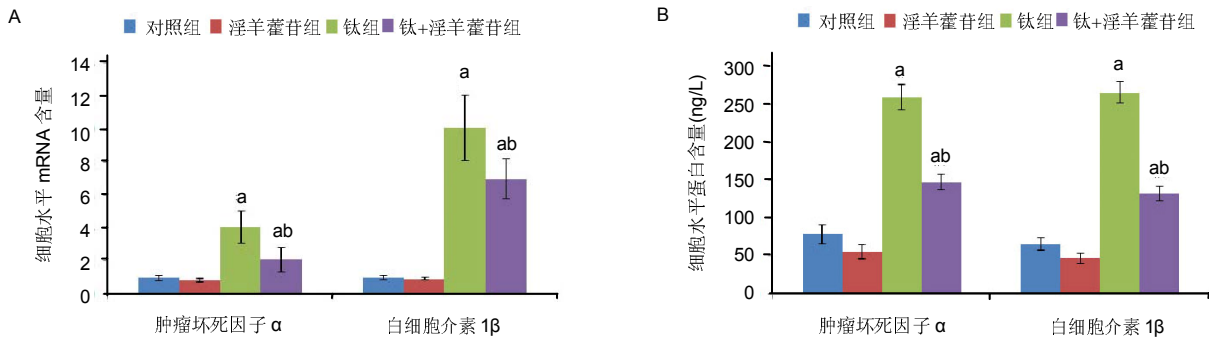 A
对照组 淫羊藿苷组 钛组 钛+淫羊藿苷组
细胞水平 mRNA 含量
14
12
10
8
6
4
2
0
a
ab
a
ab
肿瘤坏死因子 α 白细胞介素 1β
B
对照组 淫羊藿苷组 钛组 钛+淫羊藿苷组
细胞水平蛋白含量(ng/L)
300
250
200
150
100
50
0
a
ab
a
ab
肿瘤坏死因子 α 白细胞介素 1β